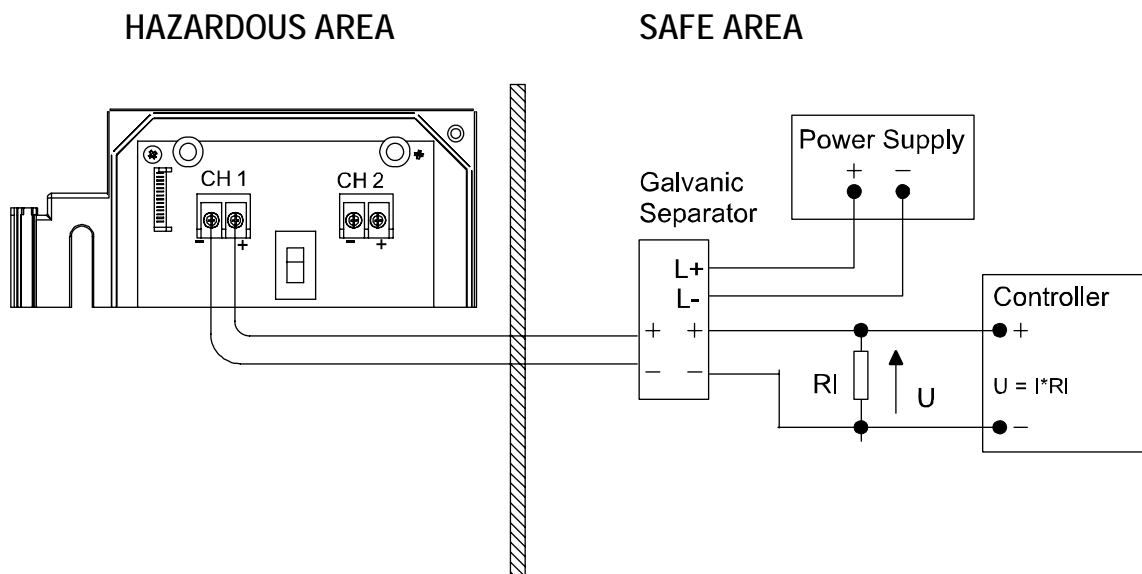 HAZARDOUS AREA
SAFE AREA
Power Supply
+ −
CH 1
CH 2
− +
− +
Galvanic
Separator
L+
L-
+ +
− −
Controller
+
RI
U
U = I*RI
−